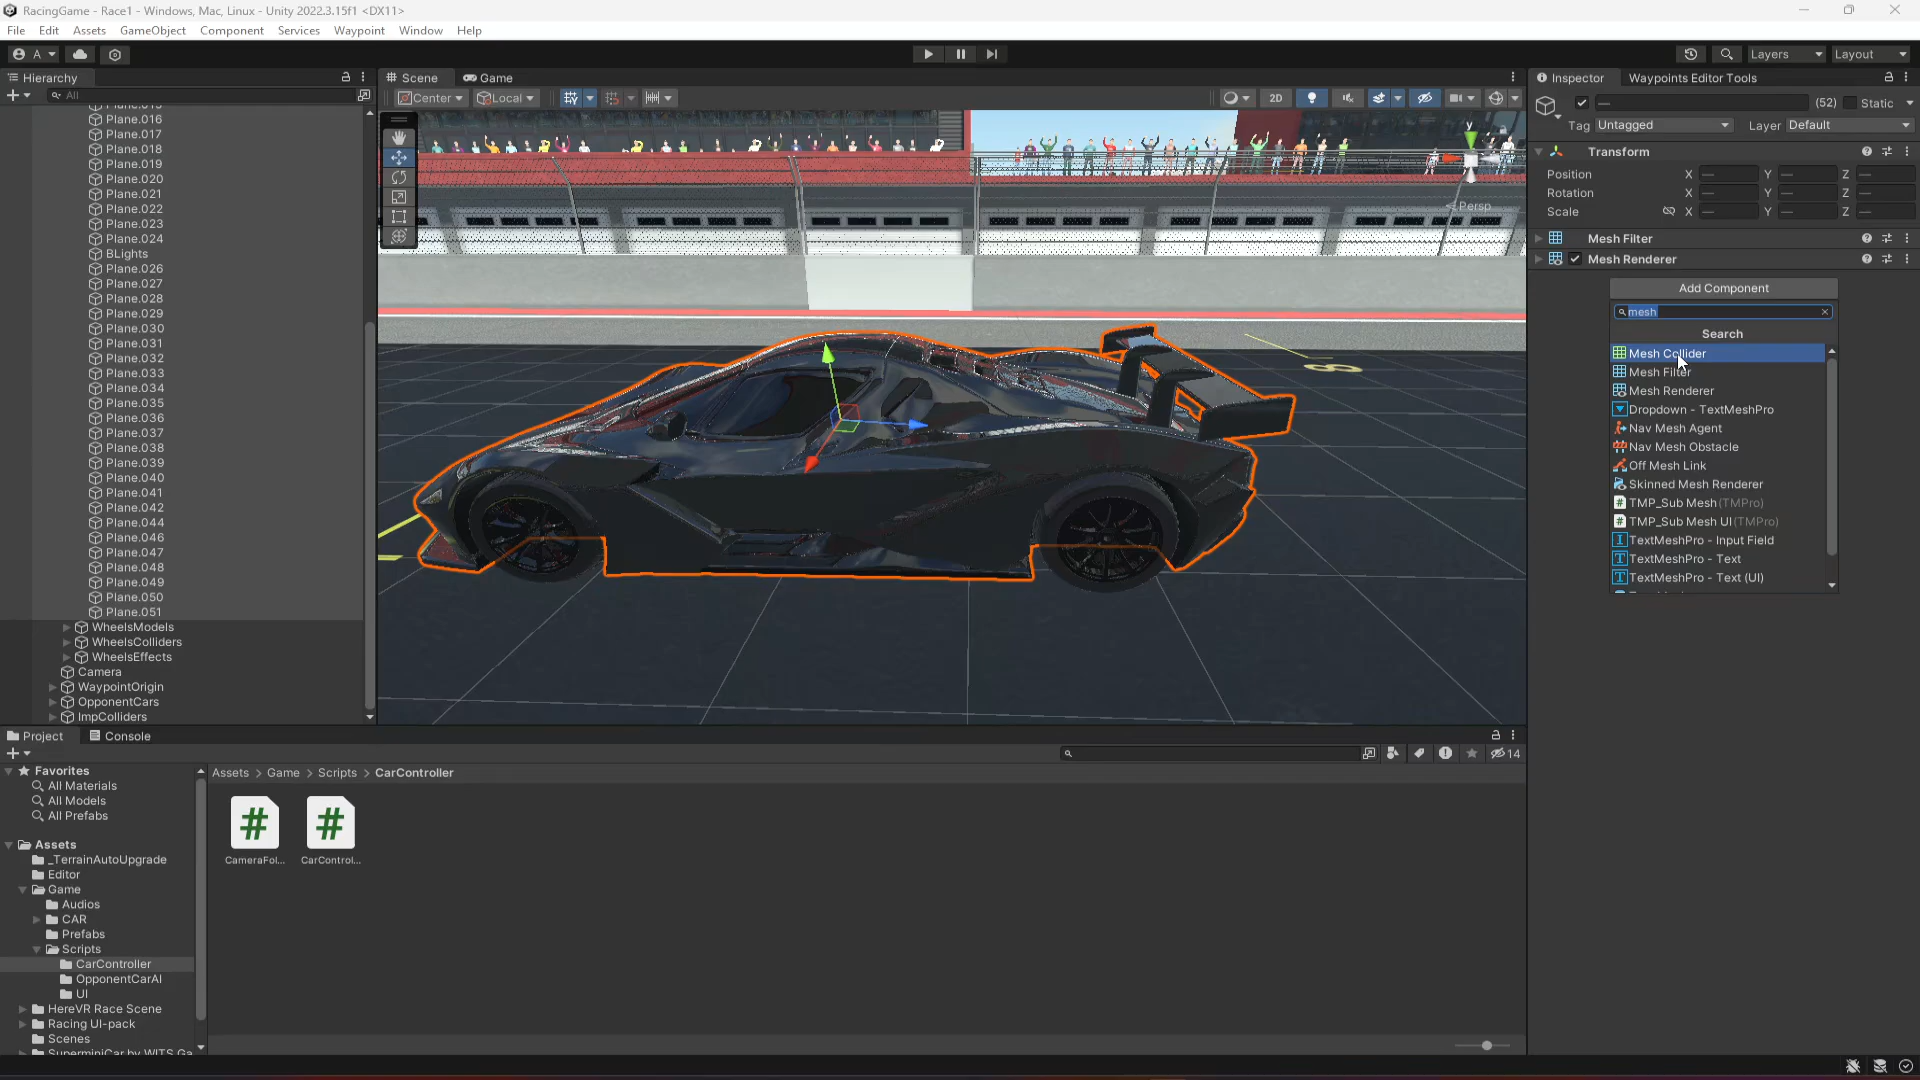 RacingGame - Race1 - Windows, Mac, Linux - Unity 2022.3.15f1 <DX11>
File Edit Assets GameObject Component Services Waypoint Window Help
A
Layers Layout
Hierarchy
All
Plane.016
Plane.017
Plane.018
Plane.019
Plane.020
Plane.021
Plane.022
Plane.023
Plane.024
BLights
Plane.026
Plane.027
Plane.028
Plane.029
Plane.030
Plane.031
Plane.032
Plane.033
Plane.034
Plane.035
Plane.036
Plane.037
Plane.038
Plane.039
Plane.040
Plane.041
Plane.042
Plane.044
Plane.046
Plane.047
Plane.048
Plane.049
Plane.050
Plane.051
WheelsModels
WheelsColliders
WheelsEffects
Camera
WaypointOrigin
OpponentCars
ImpColliders
Scene Game
Center Local 2D
y
Persp
Inspector Waypoints Editor Tools
— (52) Static
Tag Untagged Layer Default
Transform
Position X — Y — Z —
Rotation X — Y — Z —
Scale X — Y — Z —
Mesh Filter
Mesh Renderer
Add Component
mesh
Search
Mesh Collider
Mesh Filter
Mesh Renderer
Dropdown - TextMeshPro
Nav Mesh Agent
Nav Mesh Obstacle
Off Mesh Link
Skinned Mesh Renderer
TMP_Sub Mesh (TMPro)
TMP_Sub Mesh UI (TMPro)
TextMeshPro - Input Field
TextMeshPro - Text
TextMeshPro - Text (UI)
Project Console
14
Favorites
All Materials
All Models
All Prefabs
Assets
_TerrainAutoUpgrade
Editor
Game
Audios
CAR
Prefabs
Scripts
CarController
OpponentCarAI
UI
HereVR Race Scene
Racing UI-pack
Scenes
SuperminiCar by WITS Ga
Assets > Game > Scripts > CarController
CameraFol...
CarControl...